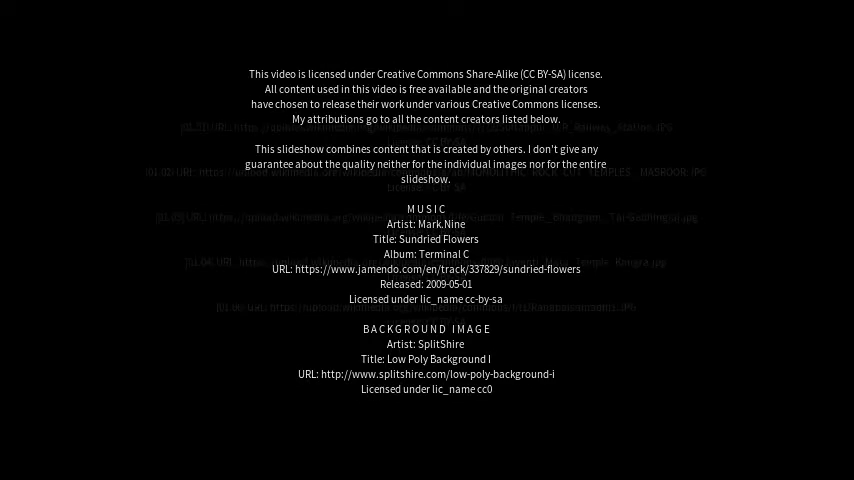 This video is licensed under Creative Commons Share-Alike (CC BY-SA) license.
All content used in this video is free available and the original creators
have chosen to release their work under various Creative Commons licenses.
My attributions go to all the content creators listed below.
This slideshow combines content that is created by others. I don't give any
guarantee about the quality neither for the individual images nor for the entire
slideshow.
M U S I C
Artist: Mark.Nine
Title: Sundried Flowers
Album: Terminal C
URL: https://www.jamendo.com/en/track/337829/sundried-flowers
Released: 2009-05-01
Licensed under lic_name cc-by-sa
B A C K G R O U N D   I M A G E
Artist: SplitShire
Title: Low Poly Background I
URL: http://www.splitshire.com/low-poly-background-i
Licensed under lic_name cc0